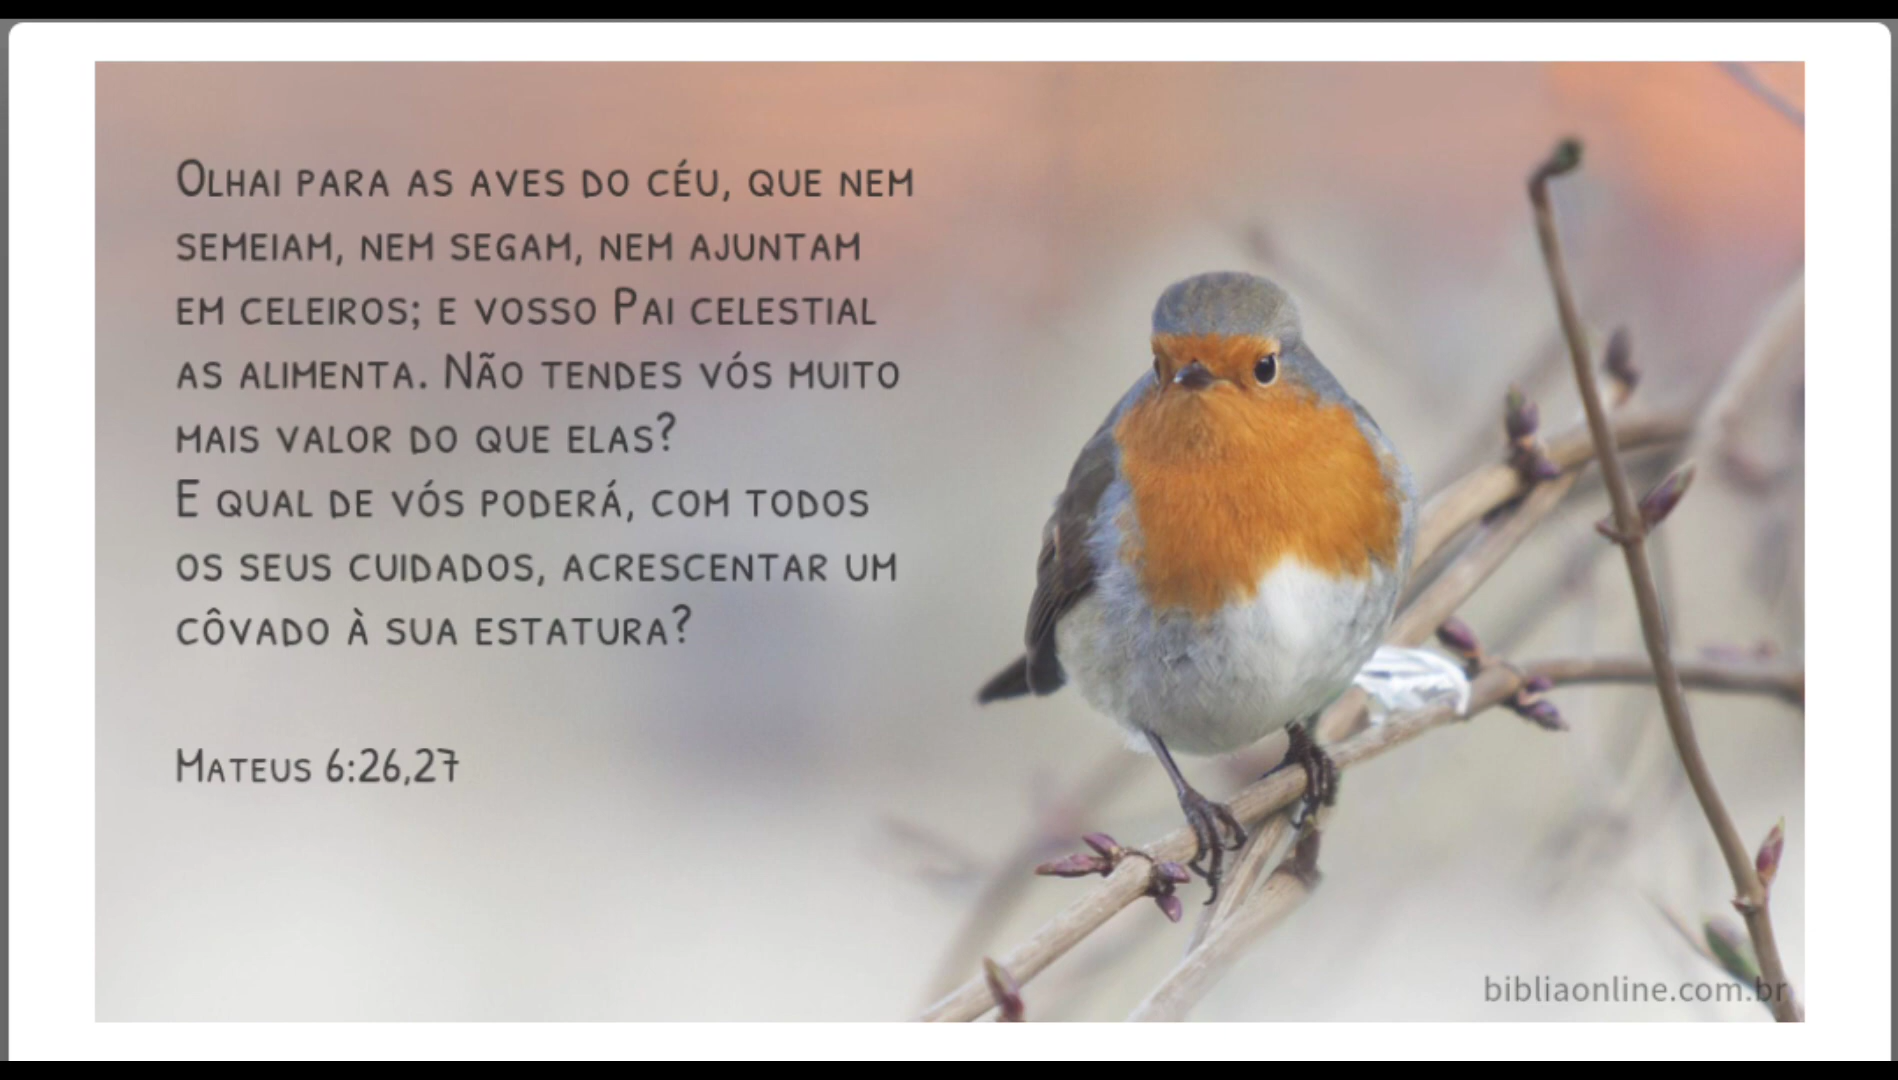 Olhai para as aves do céu, que nem
semeiam, nem segam, nem ajuntam
em celeiros; e vosso Pai celestial
as alimenta. Não tendes vós muito
mais valor do que elas?
E qual de vós poderá, com todos
os seus cuidados, acrescentar um
côvado à sua estatura?
Mateus 6:26,27
bibliaonline.com.br